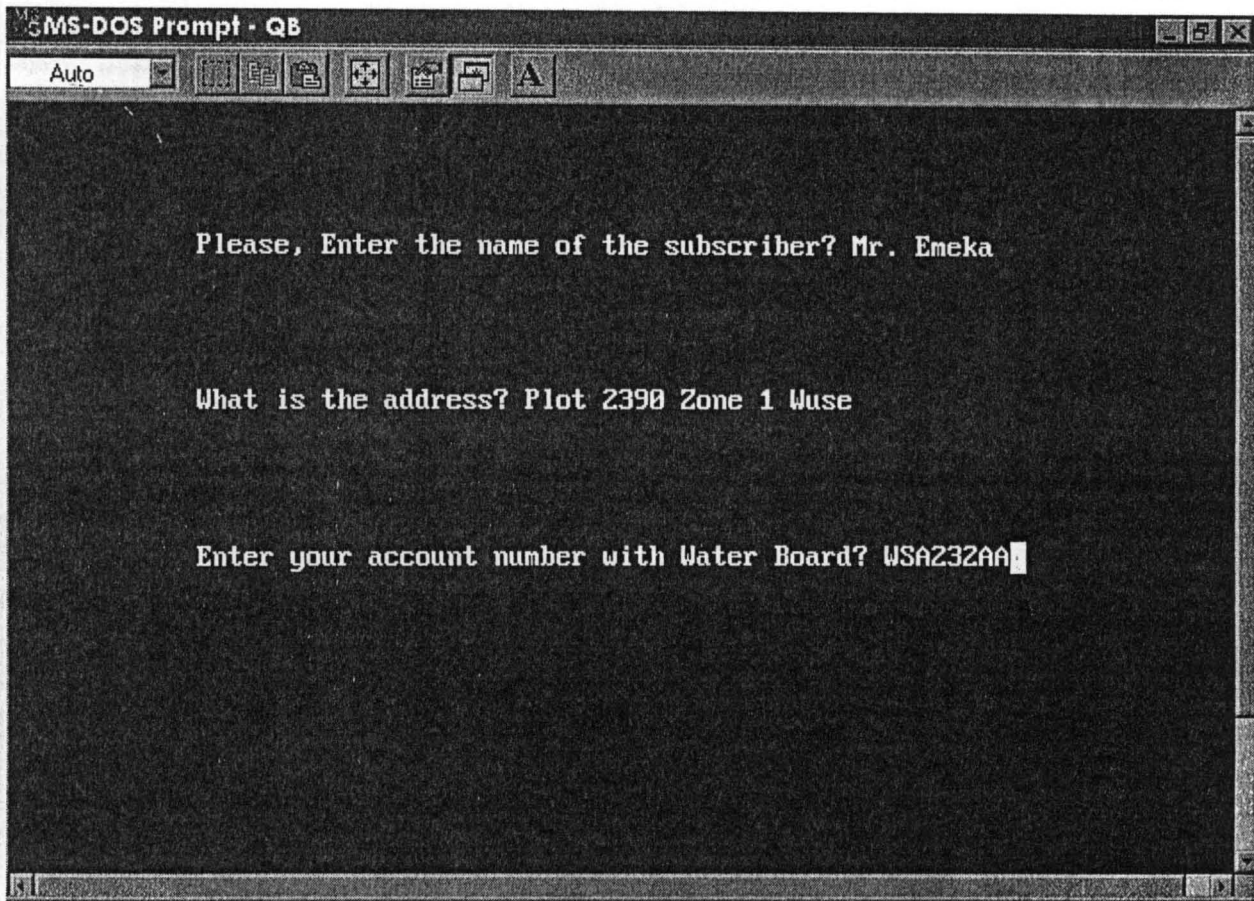 MS-DOS Prompt - QB
Auto
A
Please, Enter the name of the subscriber? Mr. Emeka
What is the address? Plot 2390 Zone 1 Wuse
Enter your account number with Water Board? WSA232AA